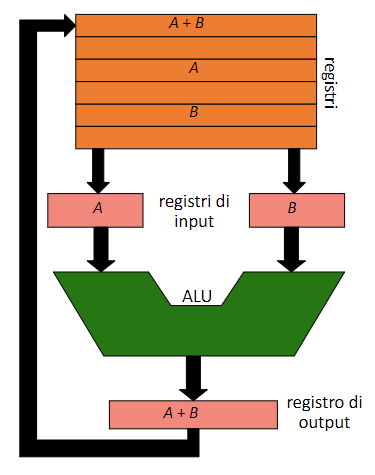 A + B
A
B
registri
A
registri di
input
B
ALU
A + B
registro di
output